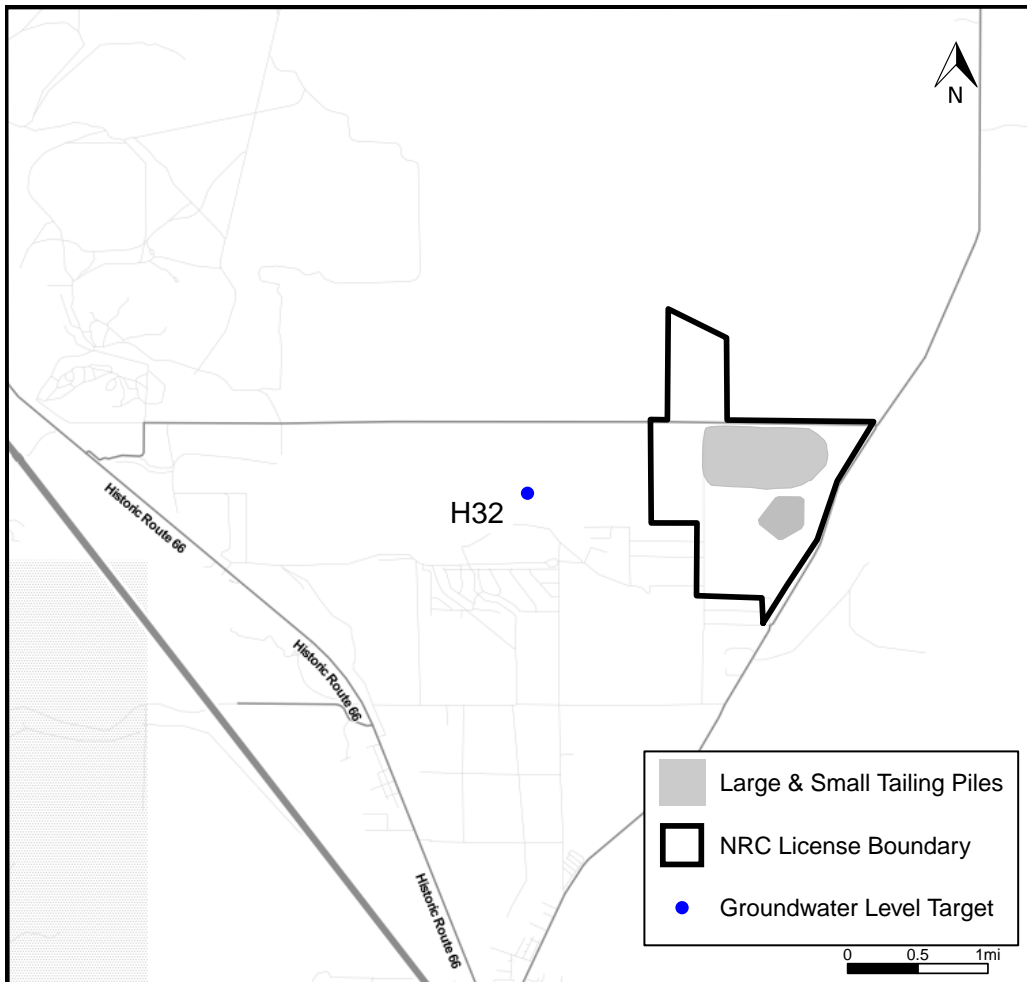 N
H32
Historic Route 66
Historic Route 66
Historic Route 66
Large & Small Tailing Piles
NRC License Boundary
Groundwater Level Target
0 0.5 1mi